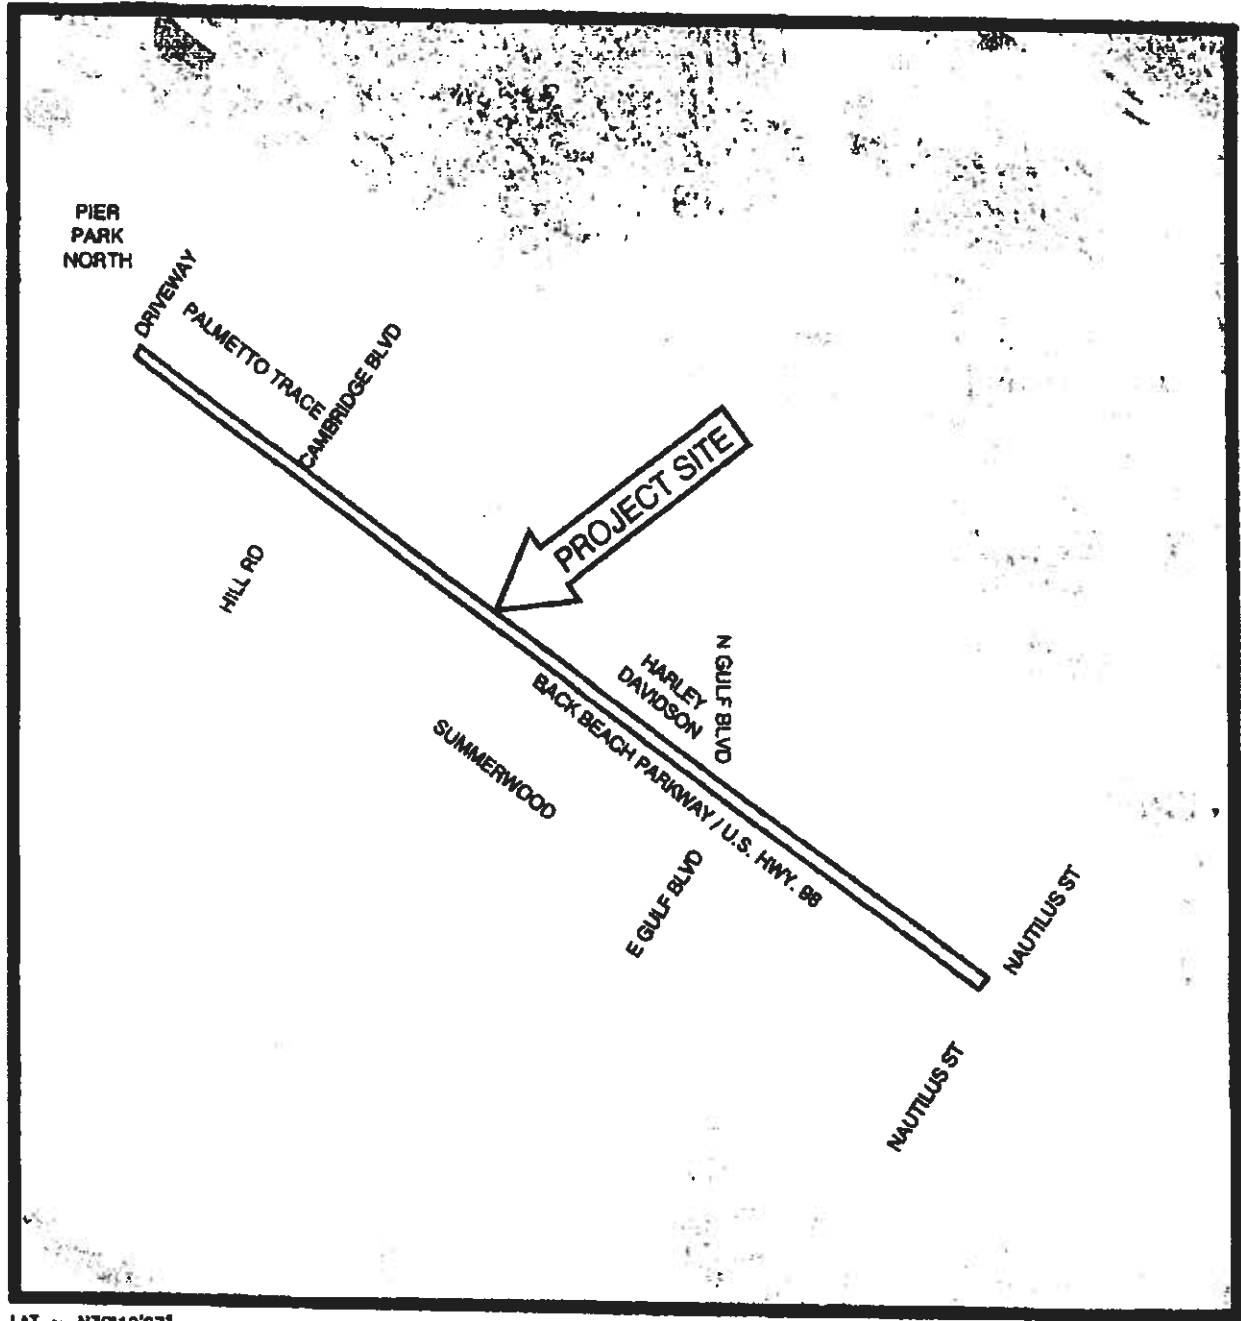 PIER
PARK
NORTH
DRIVEWAY
PALMETTO TRACE
CAMBRIDGE BLVD
PROJECT SITE
HILL RD
HARLEY
DAVIDSON
N GULF BLVD
BACK BEACH PARKWAY / U.S. HWY. 98
SUMMERWOOD
E GULF BLVD
NAUTILUS ST
NAUTILUS ST